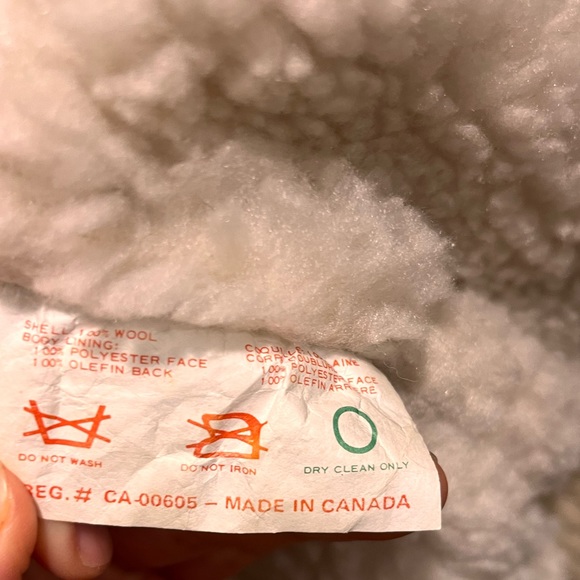 SHELL: 100% WOOL
BODY LINING:
100% POLYESTER FACE
100% OLEFIN BACK
100% POLYESTER FACE
100% OLEFIN ARRIERE
DO NOT WASH
DO NOT IRON
DRY CLEAN ONLY
REG.# CA-00605 – MADE IN CANADA